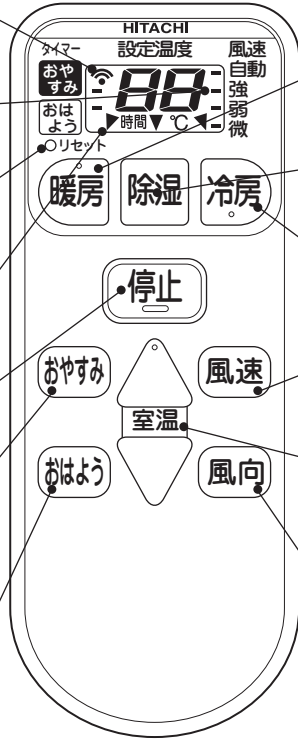 HITACHI
タイマー 設定温度 風速
おや
すみ
おは
よう
88
時間 ℃
自動
強
弱
微
リセット
暖房 除湿 冷房
停止
おやすみ 風速
室温
おはよう 風向